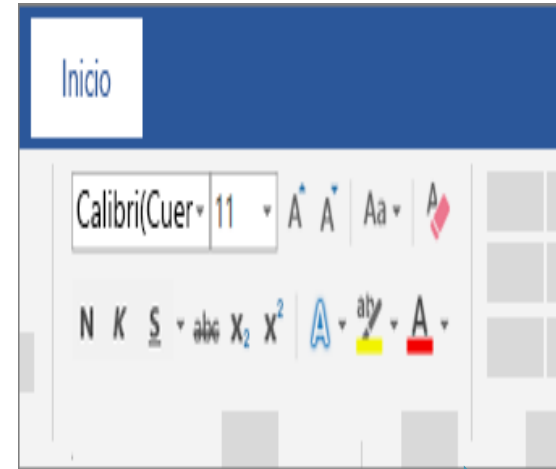 Inicio
Calibri(Cuer 11 A A Aa A
N K S abc X₂ X² A ab A